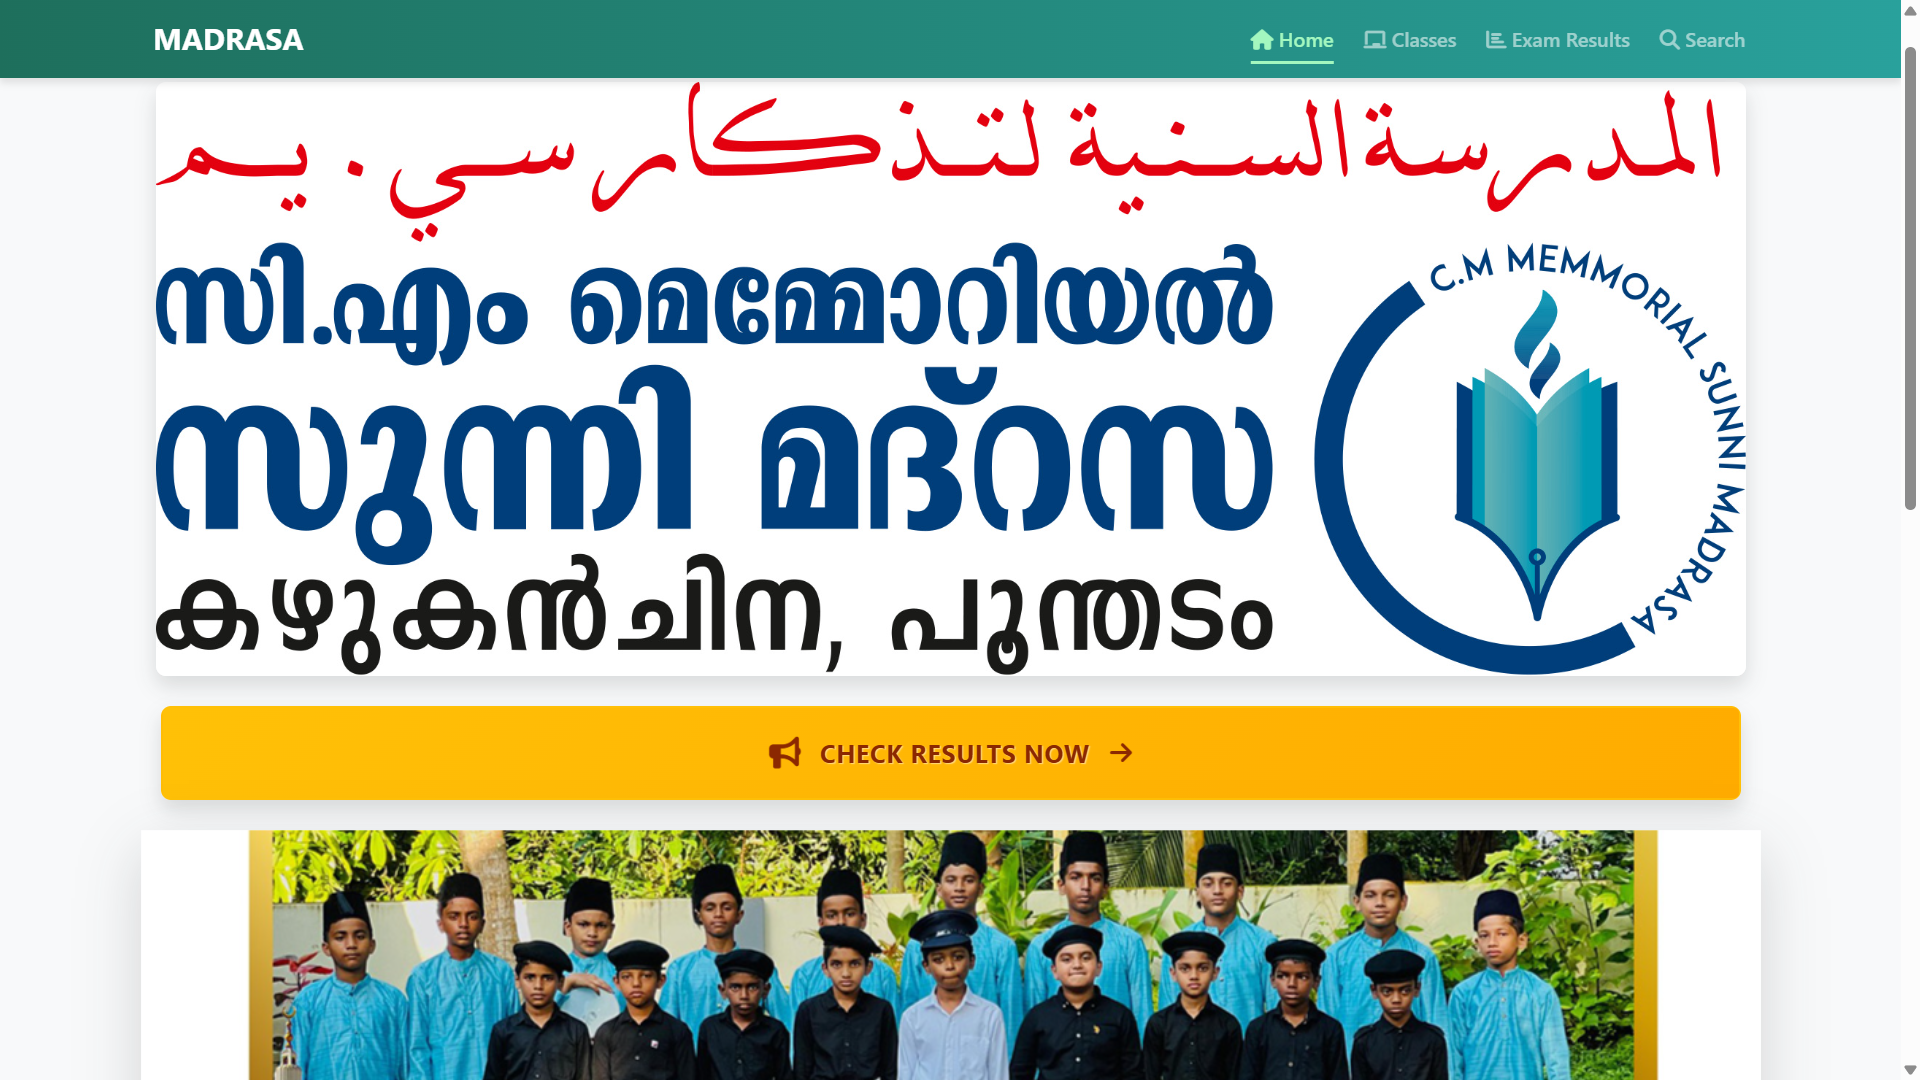 MADRASA
Home
Classes
Exam Results
Search
المدرسة السنية لتذكار سي . يم
സി.എം മെമ്മോറിയൽ
സുന്നി മദ്റസ
കഴുകൻചിന, പൂന്തടം
C.M MEMMORIAL SUNNI MADRASA
CHECK RESULTS NOW